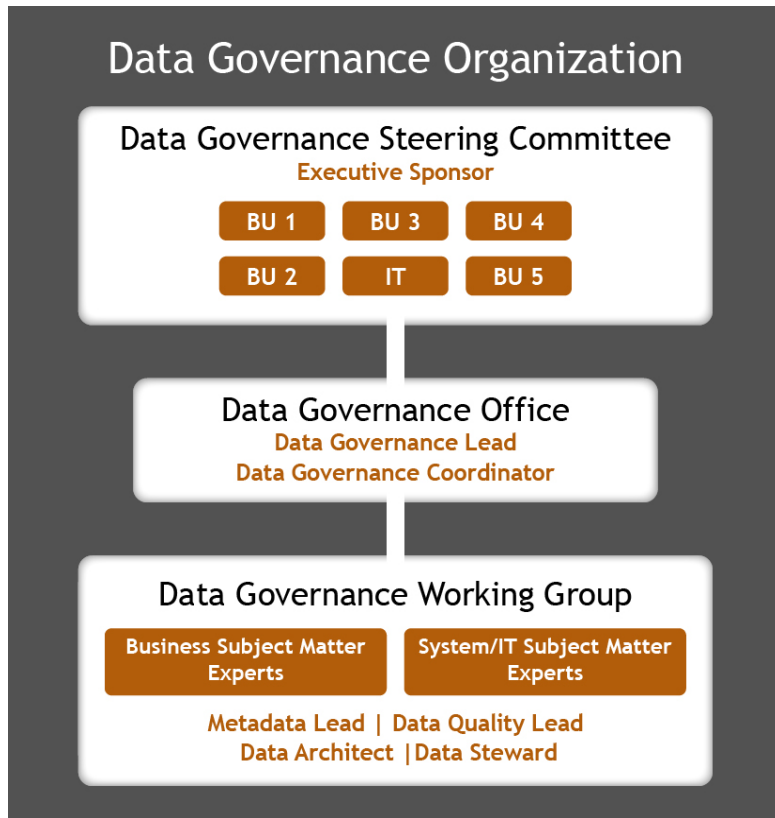 Data Governance Organization
Data Governance Steering Committee
Executive Sponsor
BU 1 BU 3 BU 4
BU 2 IT BU 5
Data Governance Office
Data Governance Lead
Data Governance Coordinator
Data Governance Working Group
Business Subject Matter
Experts
System/IT Subject Matter
Experts
Metadata Lead | Data Quality Lead
Data Architect |Data Steward